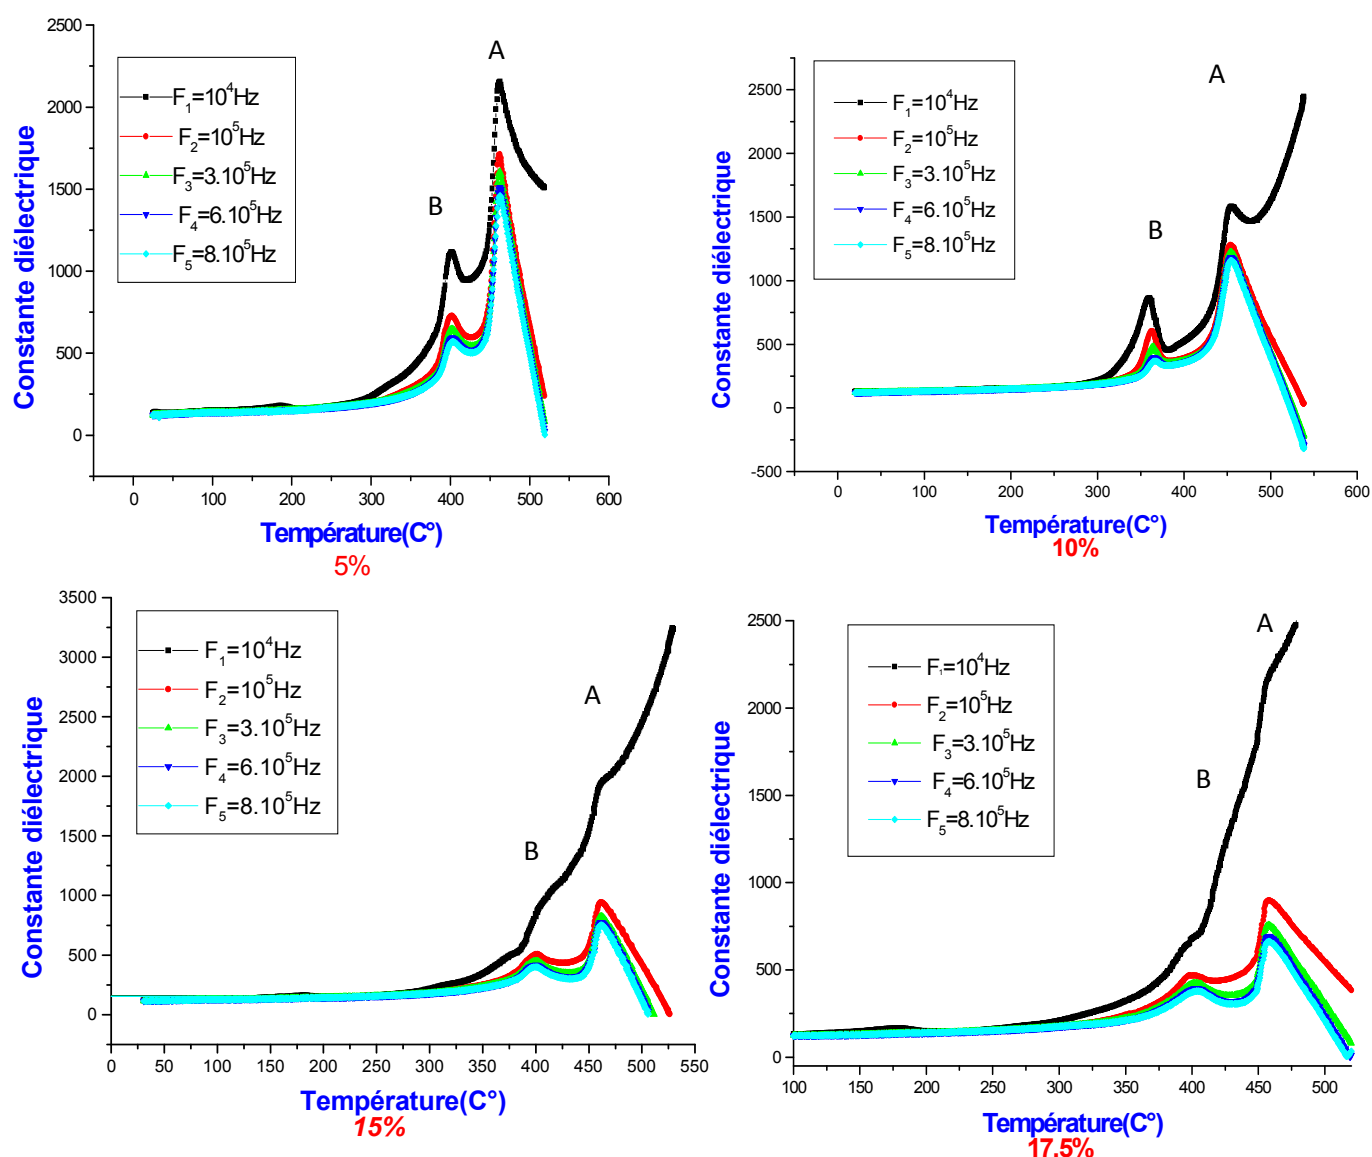 2500
2000
1500
1000
500
0
Constante diélectrique
F1=10^4Hz
F2=10^5Hz
F3=3.10^5Hz
F4=6.10^5Hz
F5=8.10^5Hz
A
B
0 100 200 300 400 500 600
Température(C°)
5%
2500
2000
1500
1000
500
0
-500
Constante diélectrique
F1=10^4Hz
F2=10^5Hz
F3=3.10^5Hz
F4=6.10^5Hz
F5=8.10^5Hz
A
B
0 100 200 300 400 500 600
Température(C°)
10%
3500
3000
2500
2000
1500
1000
500
0
Constante diélectrique
F1=10^4Hz
F2=10^5Hz
F3=3.10^5Hz
F4=6.10^5Hz
F5=8.10^5Hz
A
B
0 50 100 150 200 250 300 350 400 450 500 550
Température(C°)
15%
2500
2000
1500
1000
500
0
Constante diélectrique
F1=10^4Hz
F2=10^5Hz
F3=3.10^5Hz
F4=6.10^5Hz
F5=8.10^5Hz
A
B
100 150 200 250 300 350 400 450 500
Température(C°)
17.5%